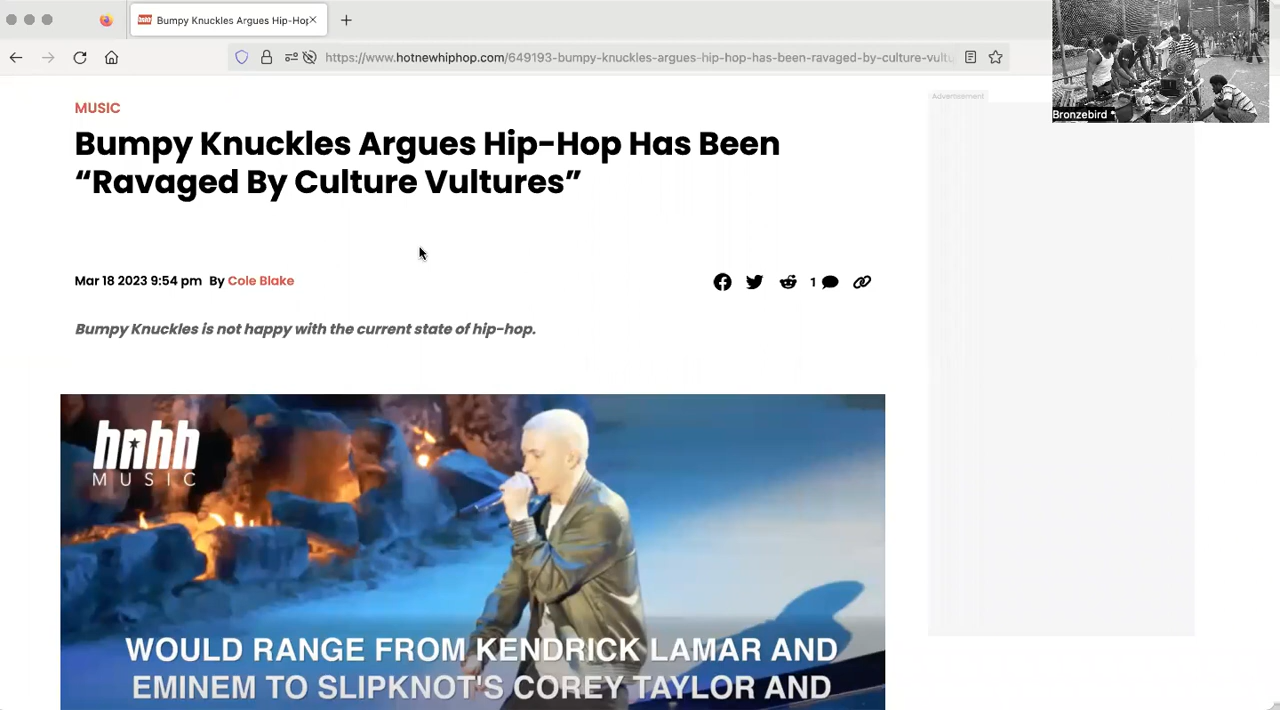 Bumpy Knuckles Argues Hip-Hop
https://www.hotnewhiphop.com/649193-bumpy-knuckles-argues-hip-hop-has-been-ravaged-by-culture-vultu
Bronzebird
Advertisement
MUSIC
Bumpy Knuckles Argues Hip-Hop Has Been
“Ravaged By Culture Vultures”
Mar 18 2023 9:54 pm By Cole Blake
1
Bumpy Knuckles is not happy with the current state of hip-hop.
hnhh
MUSIC
WOULD RANGE FROM KENDRICK LAMAR AND
EMINEM TO SLIPKNOT'S COREY TAYLOR AND